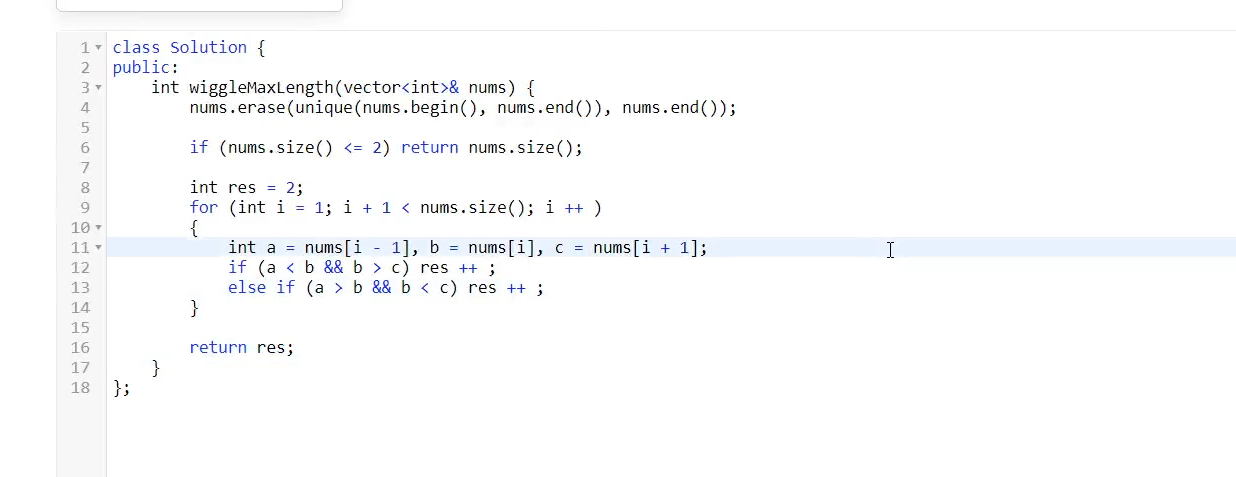 1 class Solution {
2 public:
3     int wiggleMaxLength(vector<int>& nums) {
4         nums.erase(unique(nums.begin(), nums.end()), nums.end());
5
6         if (nums.size() <= 2) return nums.size();
7
8         int res = 2;
9         for (int i = 1; i + 1 < nums.size(); i ++ )
10         {
11             int a = nums[i - 1], b = nums[i], c = nums[i + 1];
12             if (a < b && b > c) res ++ ;
13             else if (a > b && b < c) res ++ ;
14         }
15
16         return res;
17     }
18 };